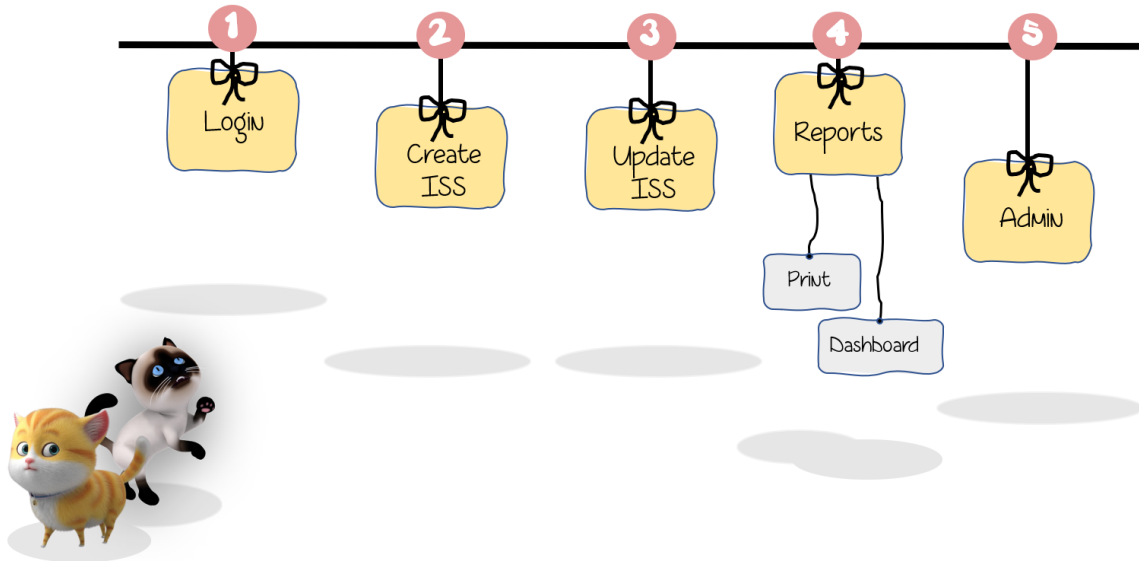 1
2
3
4
5
Login
Create
ISS
Update
ISS
Reports
Print
Dashboard
Admin